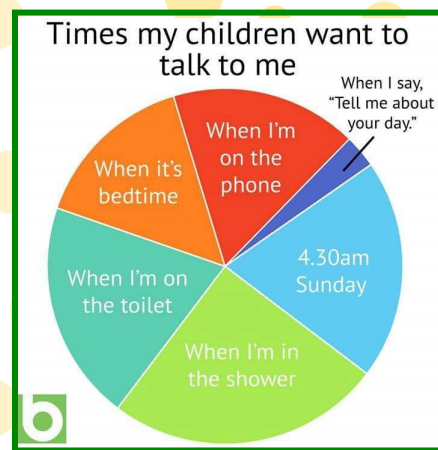 Times my children want to
talk to me
When I say,
“Tell me about
your day.”
When I'm
on the
phone
When it's
bedtime
4.30am
Sunday
When I'm on
the toilet
When I'm in
the shower
b